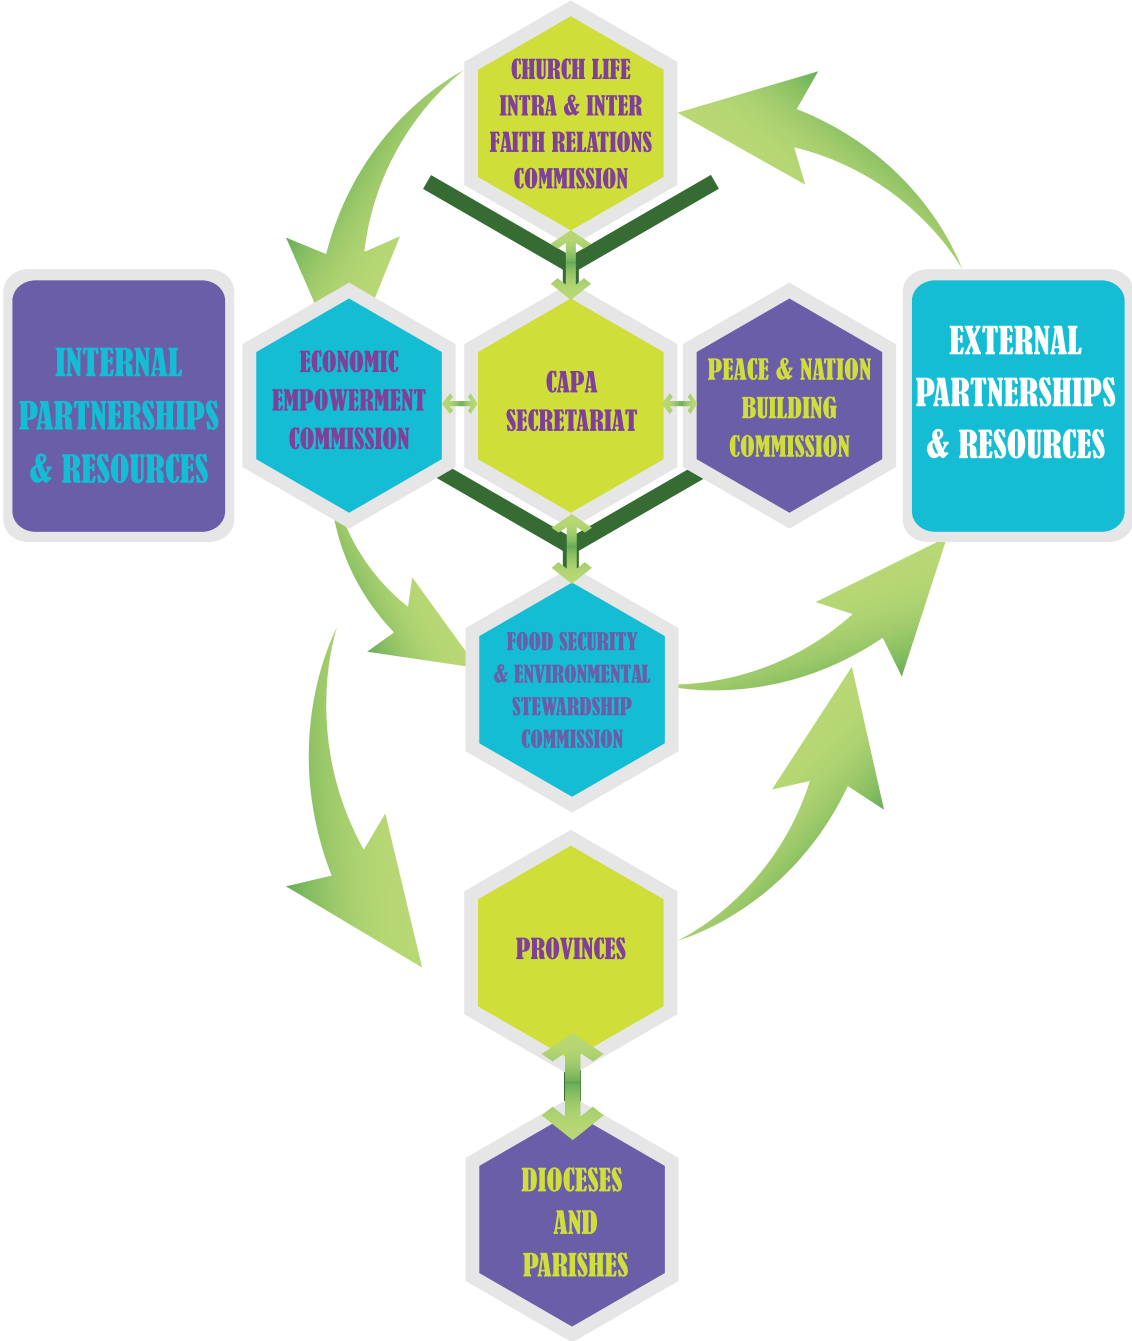 CHURCH LIFE
INTRA & INTER
FAITH RELATIONS
COMMISSION
INTERNAL
PARTNERSHIPS
& RESOURCES
ECONOMIC
EMPOWERMENT
COMMISSION
CAPA
SECRETARIAT
PEACE & NATION
BUILDING
COMMISSION
EXTERNAL
PARTNERSHIPS
& RESOURCES
FOOD SECURITY
& ENVIRONMENTAL
STEWARDSHIP
COMMISSION
PROVINCES
DIOCESES
AND
PARISHES